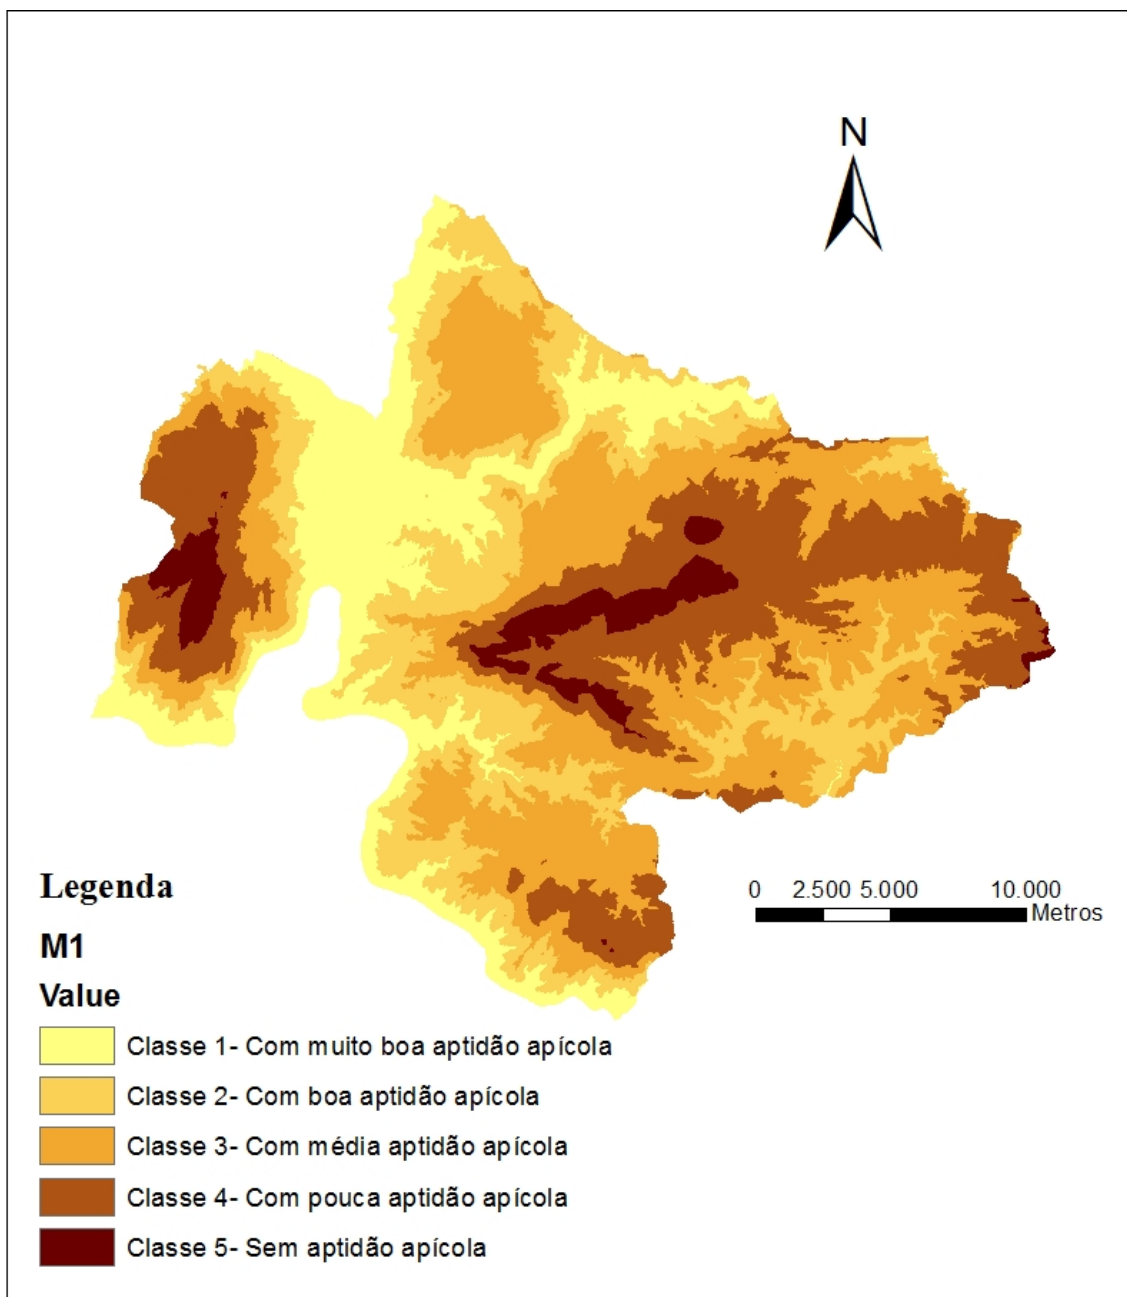 N
0 2.500 5.000 10.000
Metros
Legenda
M1
Value
Classe 1- Com muito boa aptidão apícola
Classe 2- Com boa aptidão apícola
Classe 3- Com média aptidão apícola
Classe 4- Com pouca aptidão apícola
Classe 5- Sem aptidão apícola